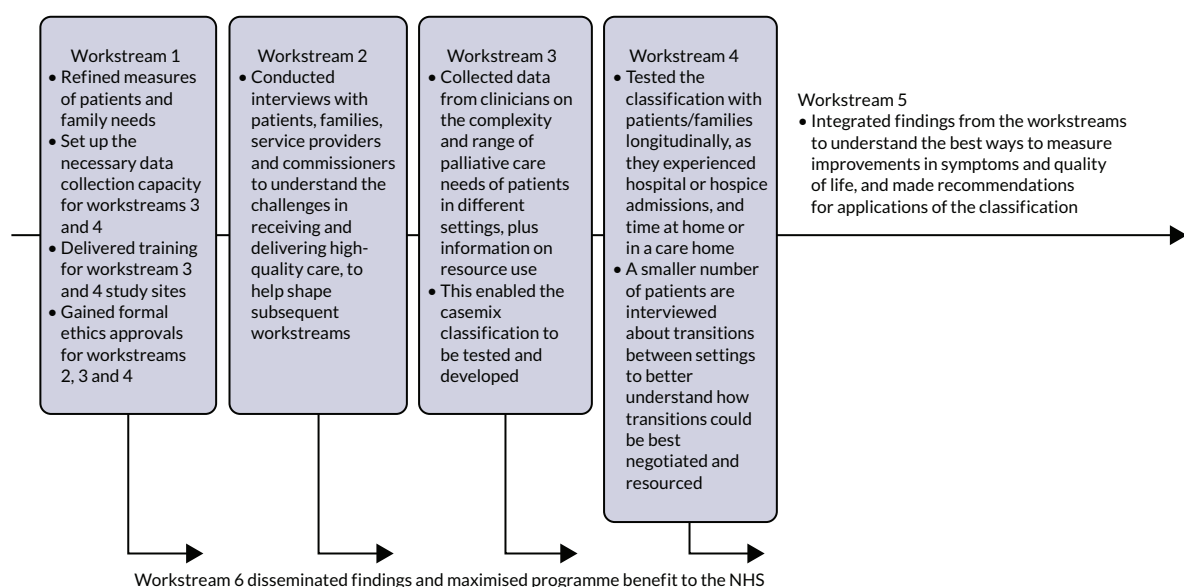 Workstream 1
• Refined measures
of patients and
family needs
• Set up the
necessary data
collection capacity
for workstreams 3
and 4
• Delivered training
for workstream 3
and 4 study sites
• Gained formal
ethics approvals
for workstreams
2, 3 and 4
Workstream 2
• Conducted
interviews with
patients, families,
service providers
and commissioners
to understand the
challenges in
receiving and
delivering high-
quality care, to
help shape
subsequent
workstreams
Workstream 3
• Collected data
from clinicians on
the complexity
and range of
palliative care
needs of patients
in different
settings, plus
information on
resource use
• This enabled the
casemix
classification to
be tested and
developed
Workstream 4
• Tested the
classification with
patients/families
longitudinally, as
they experienced
hospital or hospice
admissions, and
time at home or
in a care home
• A smaller number
of patients are
interviewed
about transitions
between settings
to better
understand how
transitions could
be best
negotiated and
resourced
Workstream 5
• Integrated findings from the workstreams
to understand the best ways to measure
improvements in symptoms and quality
of life, and made recommendations
for applications of the classification
Workstream 6 disseminated findings and maximised programme benefit to the NHS